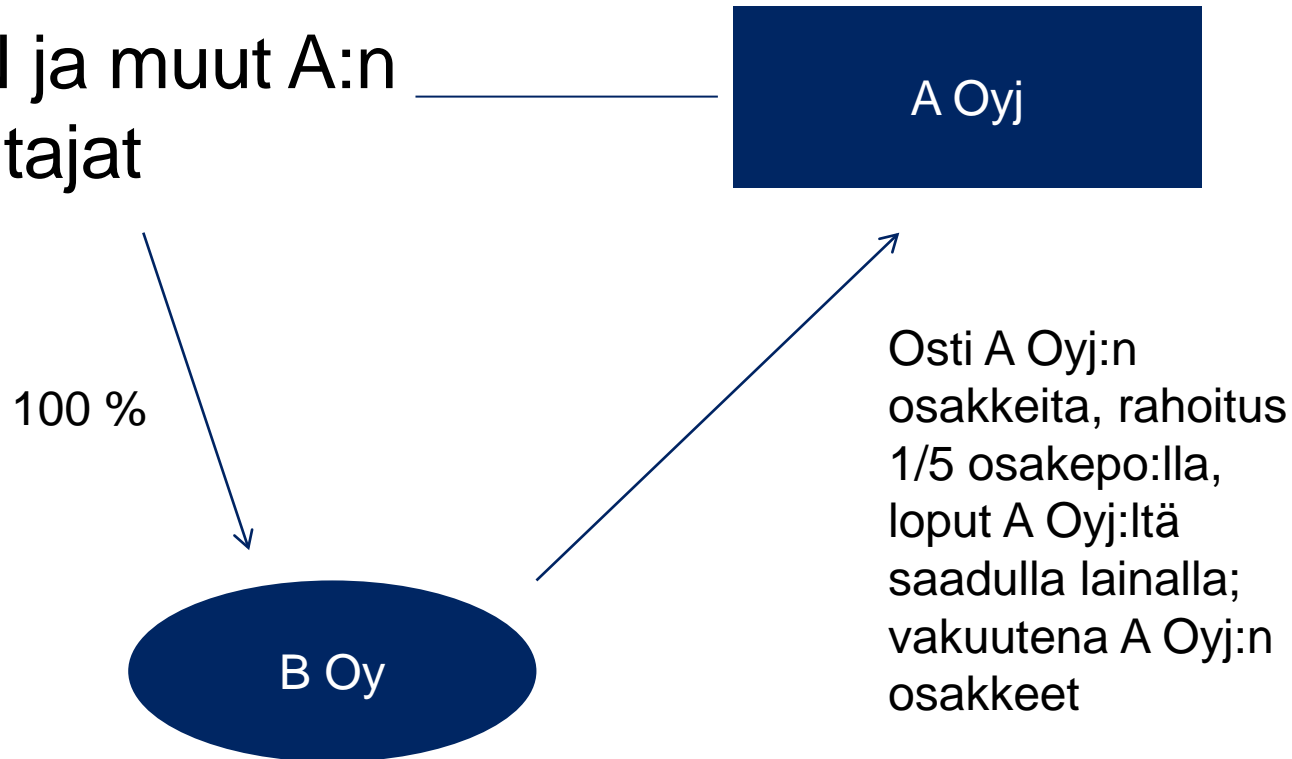 ja muut A:n
tajat
A Oyj
100 %
Osti A Oyj:n
osakkeita, rahoitus
1/5 osakepo:lla,
loput A Oyj:ltä
saadulla lainalla;
vakuutena A Oyj:n
osakkeet
B Oy